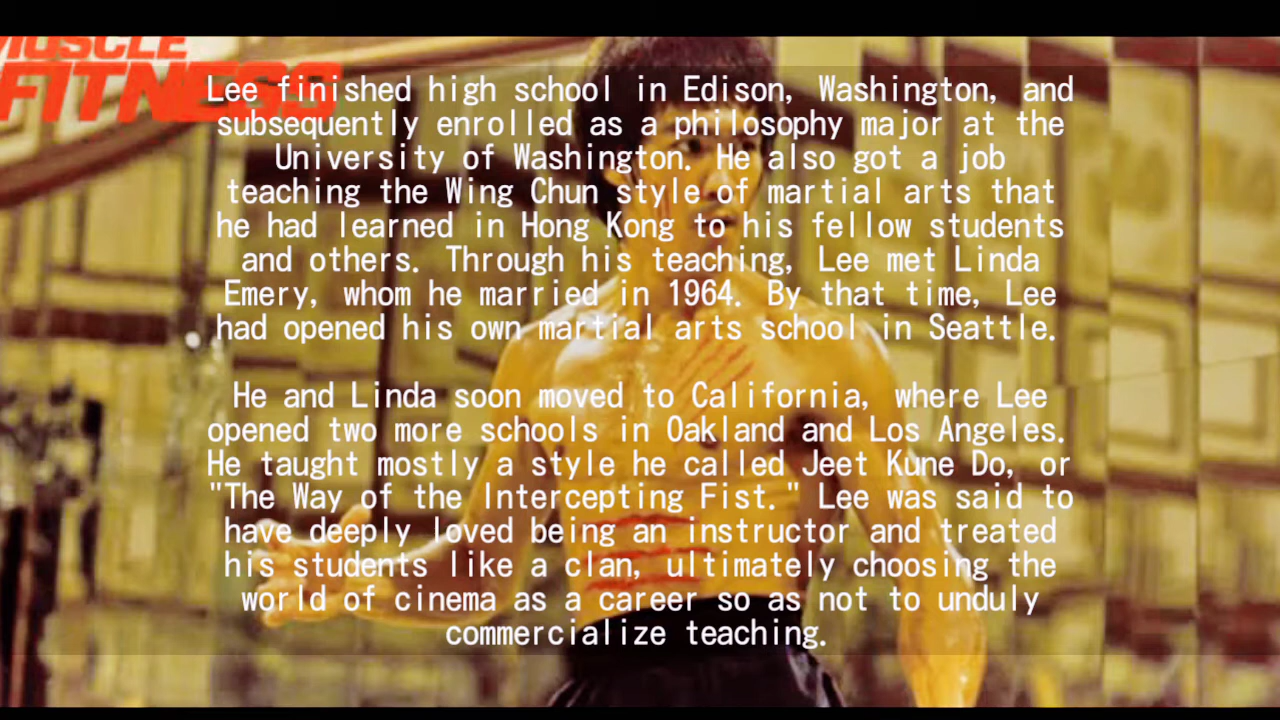 MUSCLE
FITNESS
Lee finished high school in Edison, Washington, and
subsequently enrolled as a philosophy major at the
University of Washington. He also got a job
teaching the Wing Chun style of martial arts that
he had learned in Hong Kong to his fellow students
and others. Through his teaching, Lee met Linda
Emery, whom he married in 1964. By that time, Lee
had opened his own martial arts school in Seattle.
He and Linda soon moved to California, where Lee
opened two more schools in Oakland and Los Angeles.
He taught mostly a style he called Jeet Kune Do, or
"The Way of the Intercepting Fist." Lee was said to
have deeply loved being an instructor and treated
his students like a clan, ultimately choosing the
world of cinema as a career so as not to unduly
commercialize teaching.